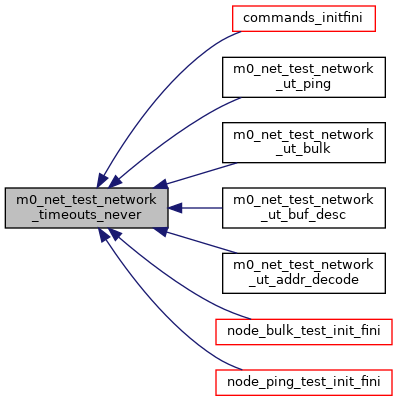 commands_initfini
m0_net_test_network
_ut_ping
m0_net_test_network
_ut_bulk
m0_net_test_network
_timeouts_never
m0_net_test_network
_ut_buf_desc
m0_net_test_network
_ut_addr_decode
node_bulk_test_init_fini
node_ping_test_init_fini